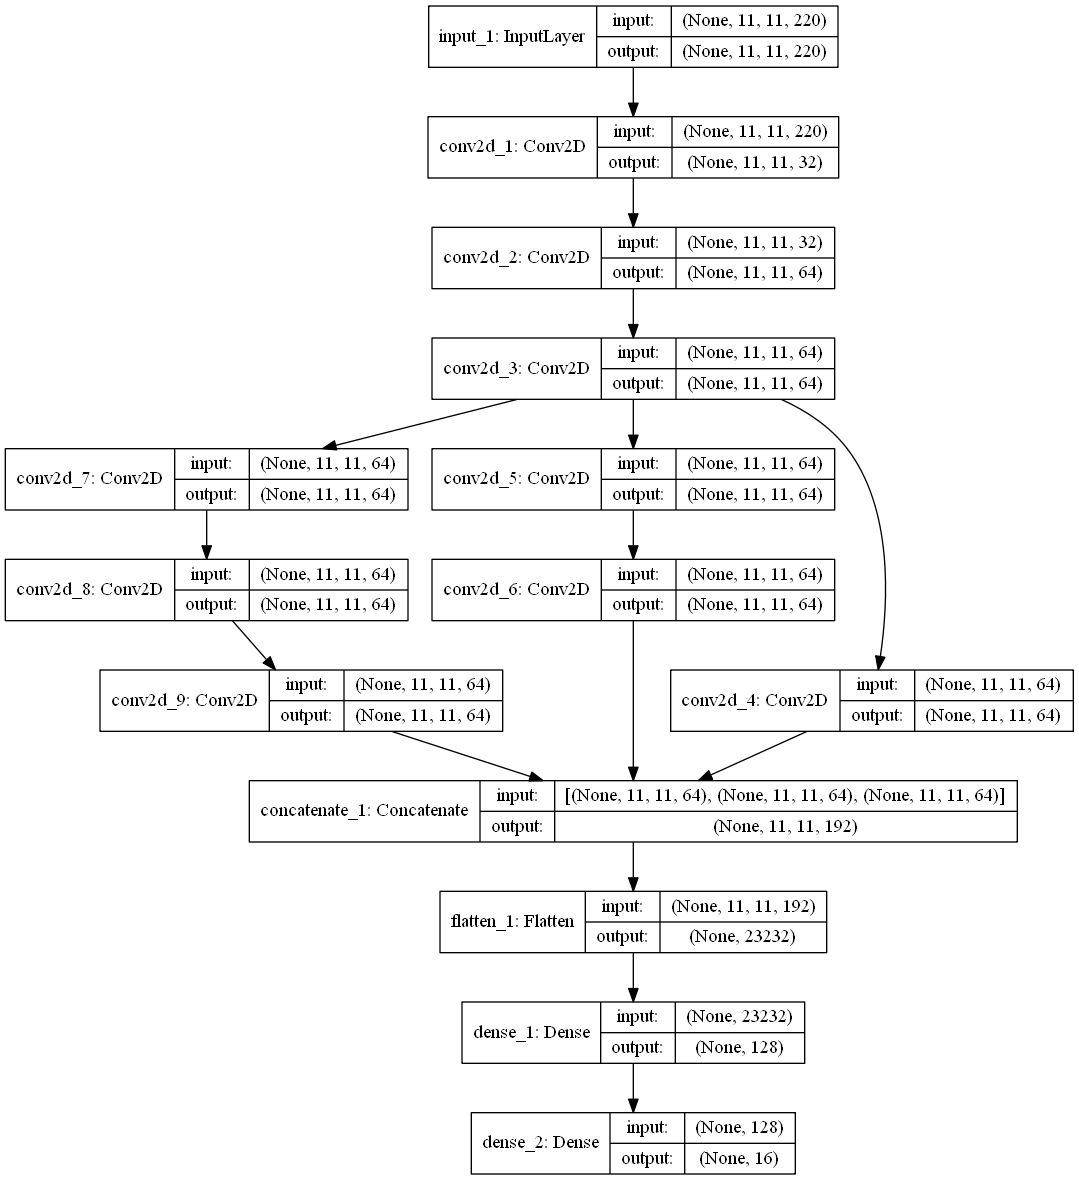 input_1: InputLayer
input: (None, 11, 11, 220)
output: (None, 11, 11, 220)
conv2d_1: Conv2D
input: (None, 11, 11, 220)
output: (None, 11, 11, 32)
conv2d_2: Conv2D
input: (None, 11, 11, 32)
output: (None, 11, 11, 64)
conv2d_3: Conv2D
input: (None, 11, 11, 64)
output: (None, 11, 11, 64)
conv2d_7: Conv2D
input: (None, 11, 11, 64)
output: (None, 11, 11, 64)
conv2d_5: Conv2D
input: (None, 11, 11, 64)
output: (None, 11, 11, 64)
conv2d_8: Conv2D
input: (None, 11, 11, 64)
output: (None, 11, 11, 64)
conv2d_6: Conv2D
input: (None, 11, 11, 64)
output: (None, 11, 11, 64)
conv2d_9: Conv2D
input: (None, 11, 11, 64)
output: (None, 11, 11, 64)
conv2d_4: Conv2D
input: (None, 11, 11, 64)
output: (None, 11, 11, 64)
concatenate_1: Concatenate
input: [(None, 11, 11, 64), (None, 11, 11, 64), (None, 11, 11, 64)]
output: (None, 11, 11, 192)
flatten_1: Flatten
input: (None, 11, 11, 192)
output: (None, 23232)
dense_1: Dense
input: (None, 23232)
output: (None, 128)
dense_2: Dense
input: (None, 128)
output: (None, 16)